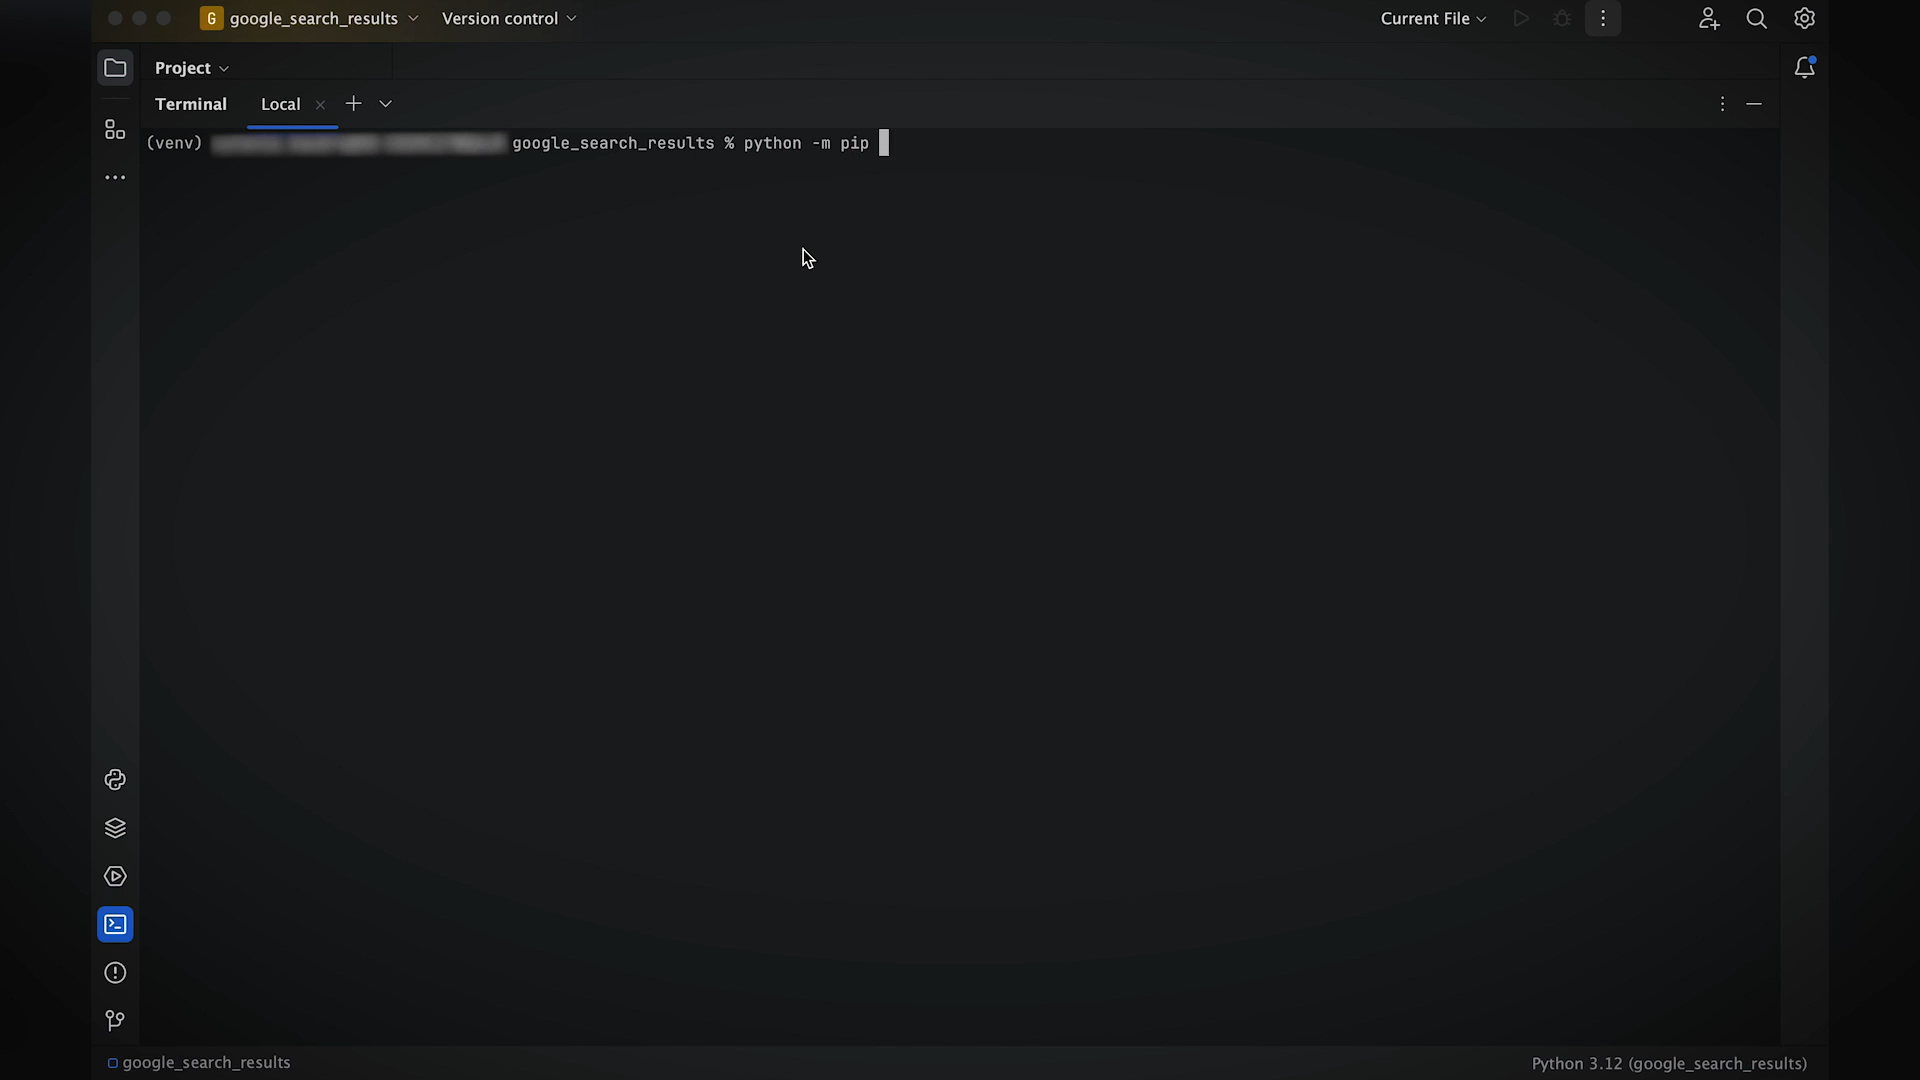 G google_search_results Version control Current File
Project
Terminal Local
(venv) google_search_results % python -m pip
google_search_results Python 3.12 (google_search_results)